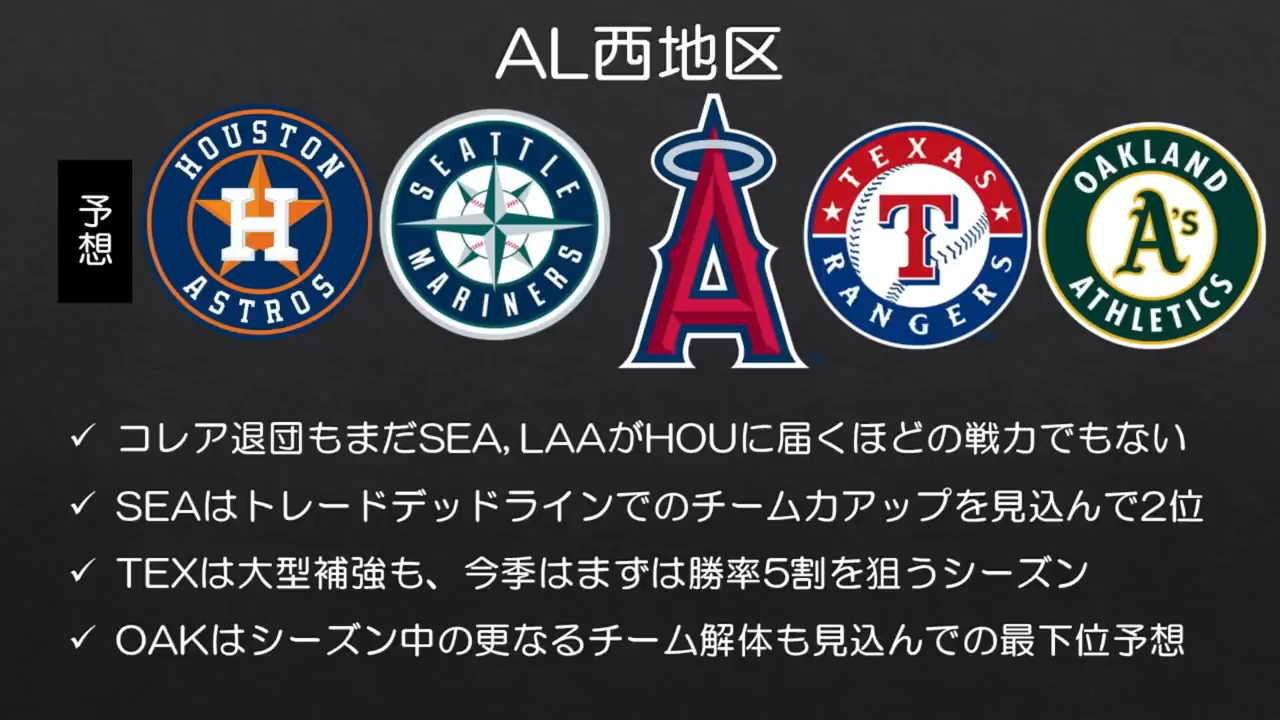 AL西地区
予想
HOUSTON
H
ASTROS
SEATTLE
MARINERS
A
TEXAS
T
RANGERS
OAKLAND
A's
ATHLETICS
✓ コレア退団もまだSEA, LAAがHOUに届くほどの戦力でもない
✓ SEAはトレードデッドラインでのチーム力アップを見込んで2位
✓ TEXは大型補強も、今季はまずは勝率5割を狙うシーズン
✓ OAKはシーズン中の更なるチーム解体も見込んでの最下位予想